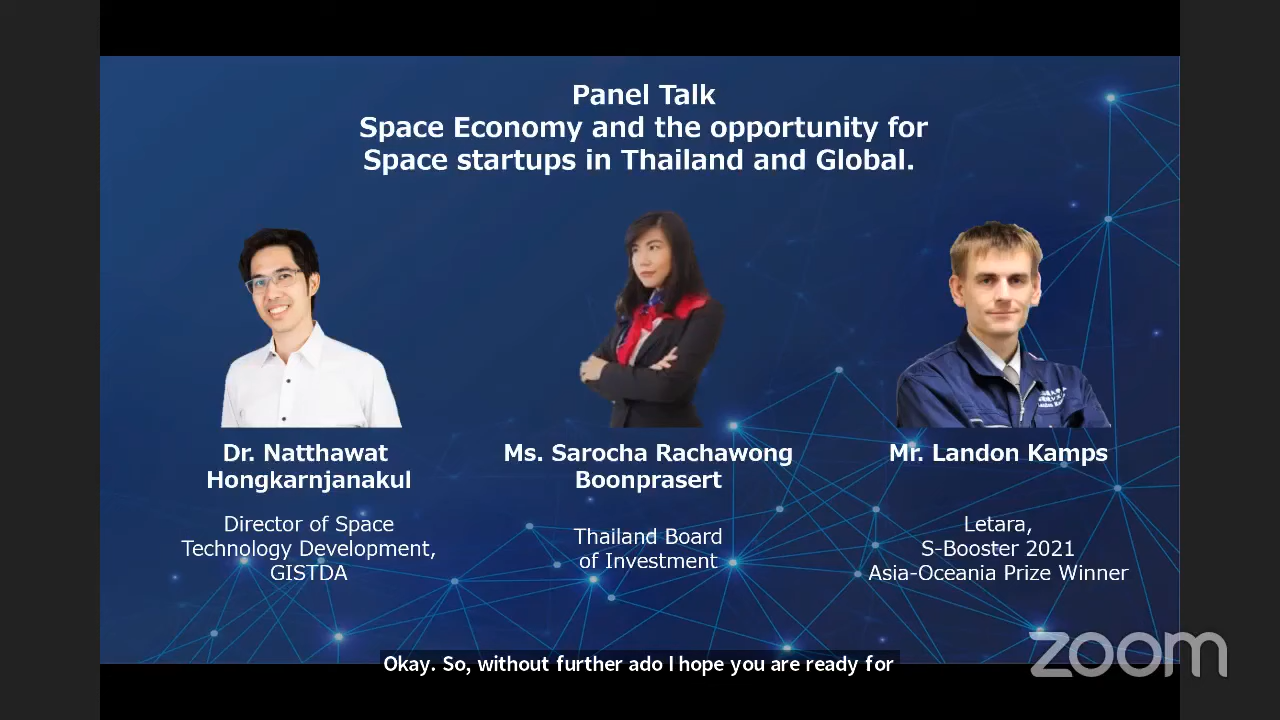 Panel Talk
Space Economy and the opportunity for
Space startups in Thailand and Global.
Dr. Natthawat
Hongkarnjanakul
Director of Space
Technology Development,
GISTDA
Ms. Sarocha Rachawong
Boonprasert
Thailand Board
of Investment
Mr. Landon Kamps
Letara,
S-Booster 2021
Asia-Oceania Prize Winner
Okay. So, without further ado I hope you are ready for
zoom